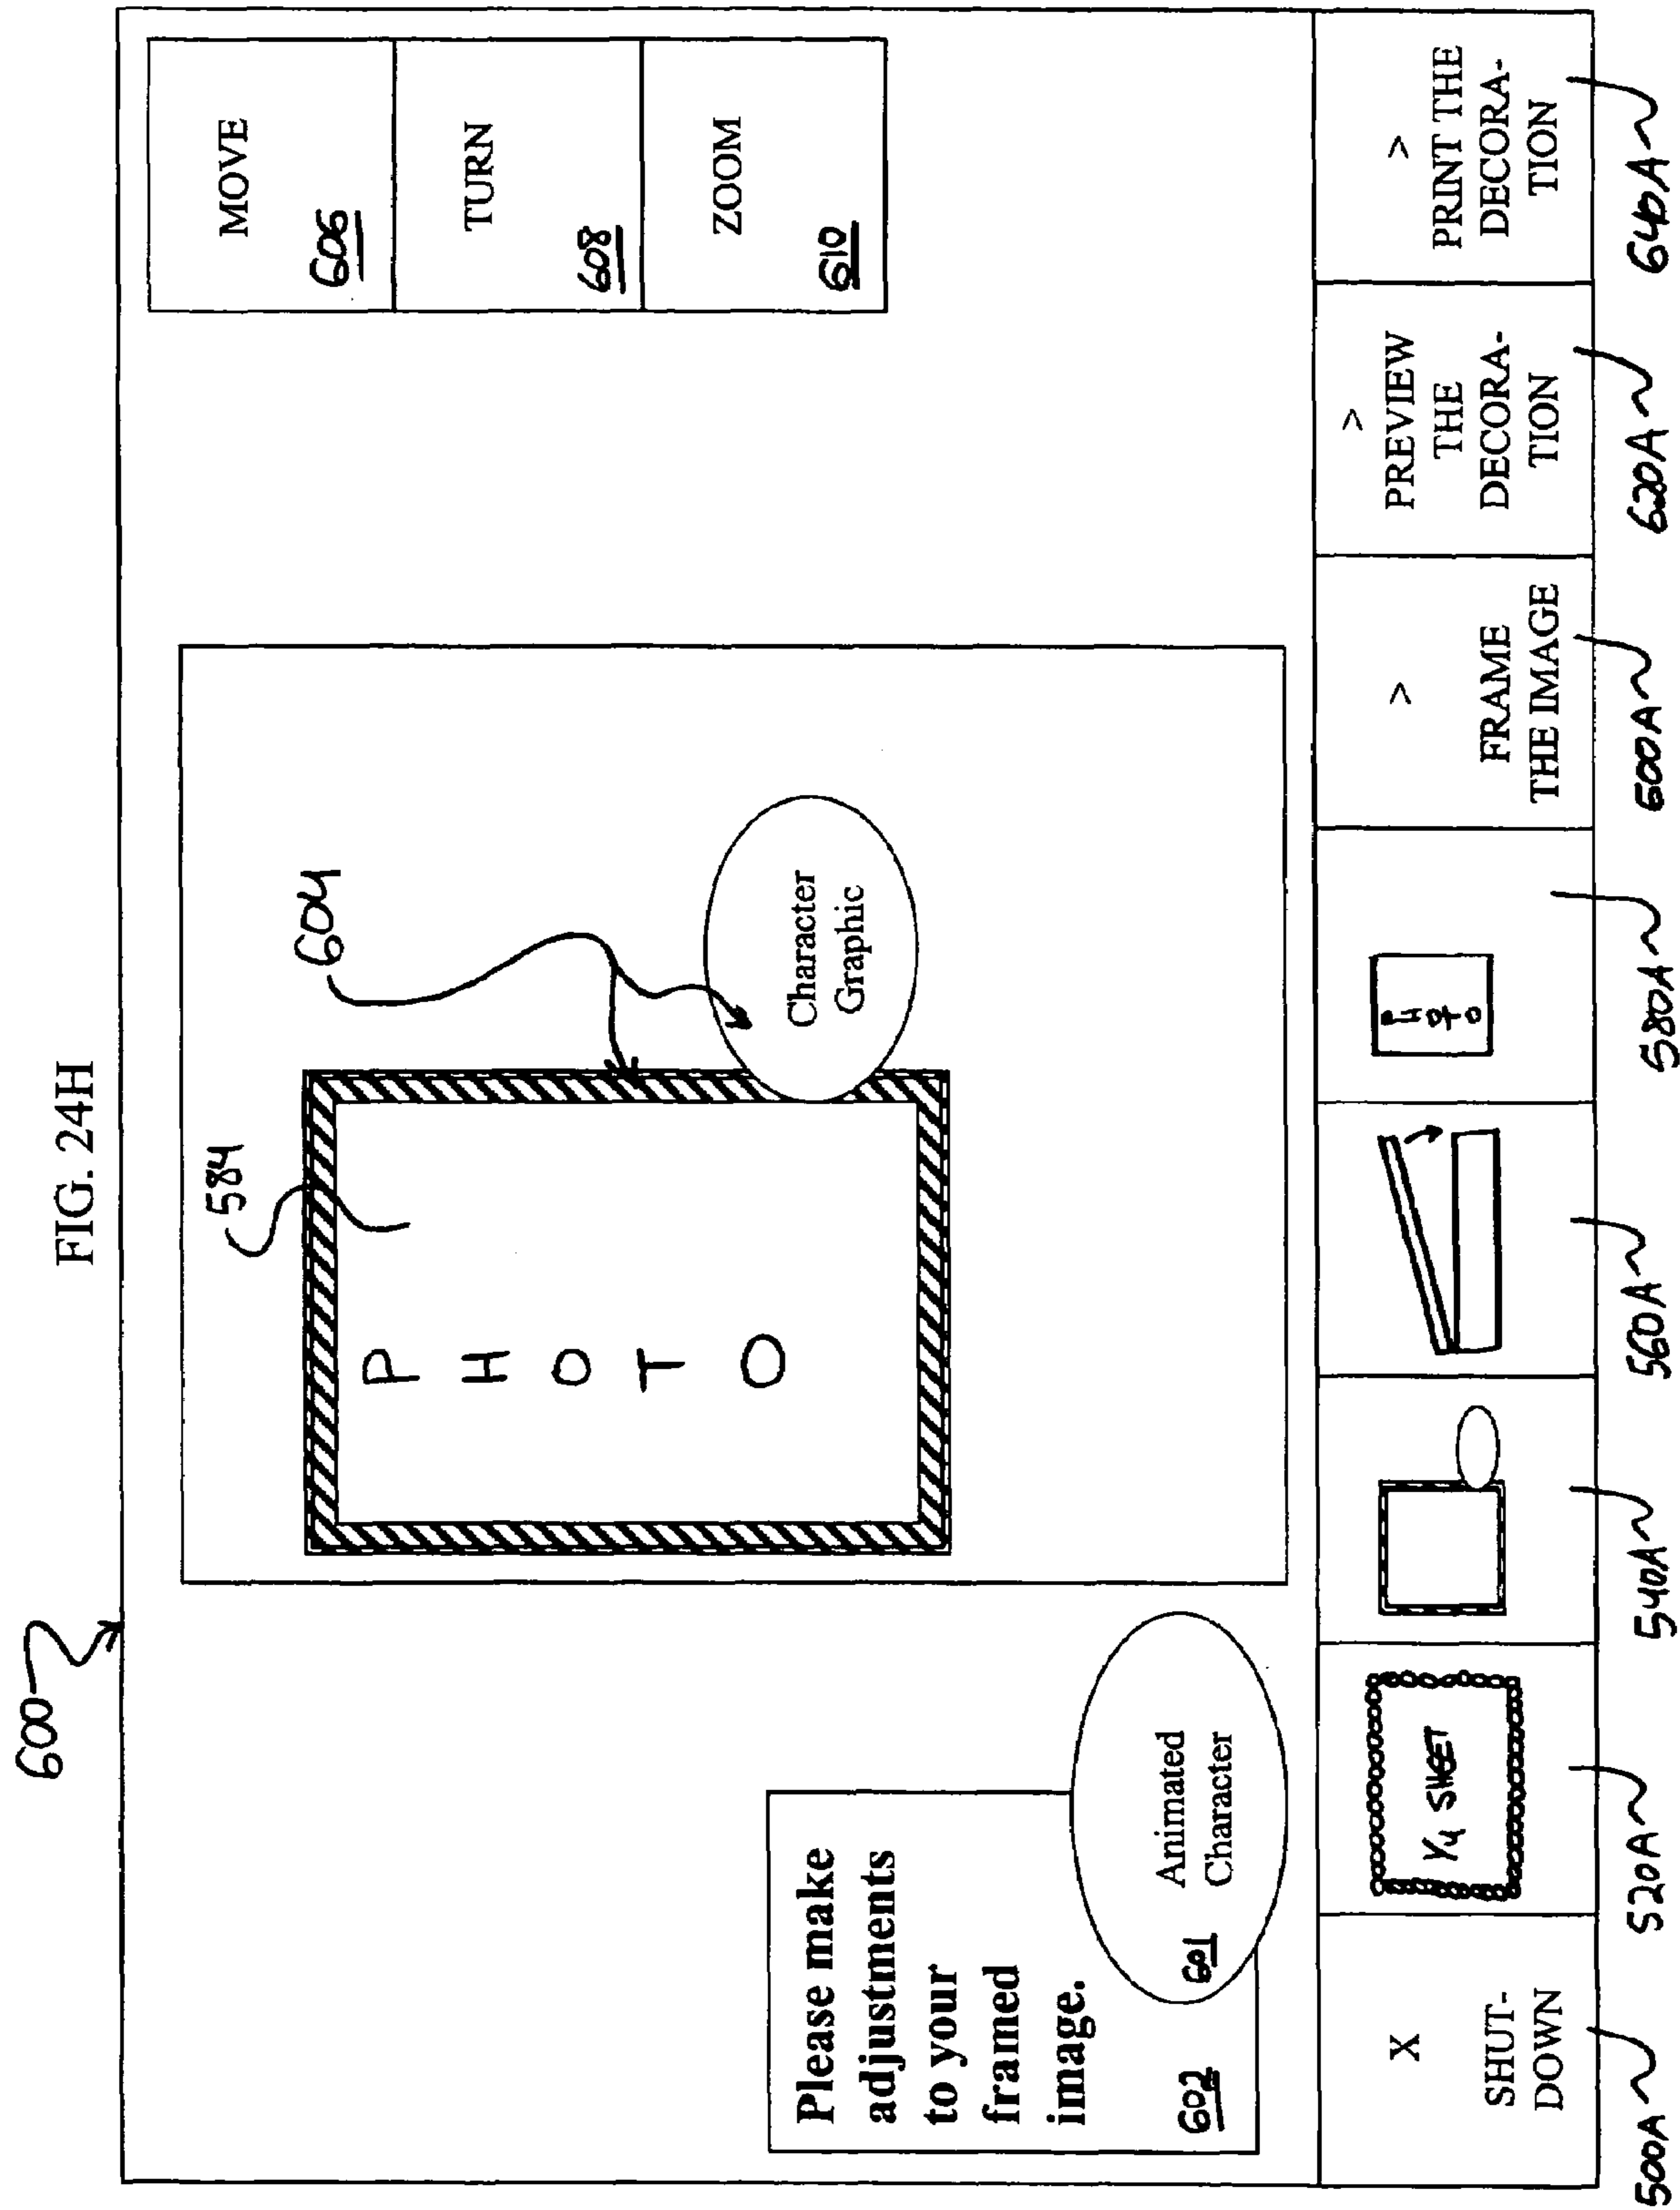 FIG. 24H
600
MOVE
606
TURN
608
ZOOM
610
584
604
P
H
O
T
O
Character
Graphic
Please make
adjustments
to your
framed
image.
602
Animated
Character
601
X
SHUT-
DOWN
1/4 SHEET
P
H
O
T
O
>
FRAME
THE IMAGE
>
PREVIEW
THE
DECORA-
TION
>
PRINT THE
DECORA-
TION
500A
520A
540A
560A
580A
600A
620A
640A